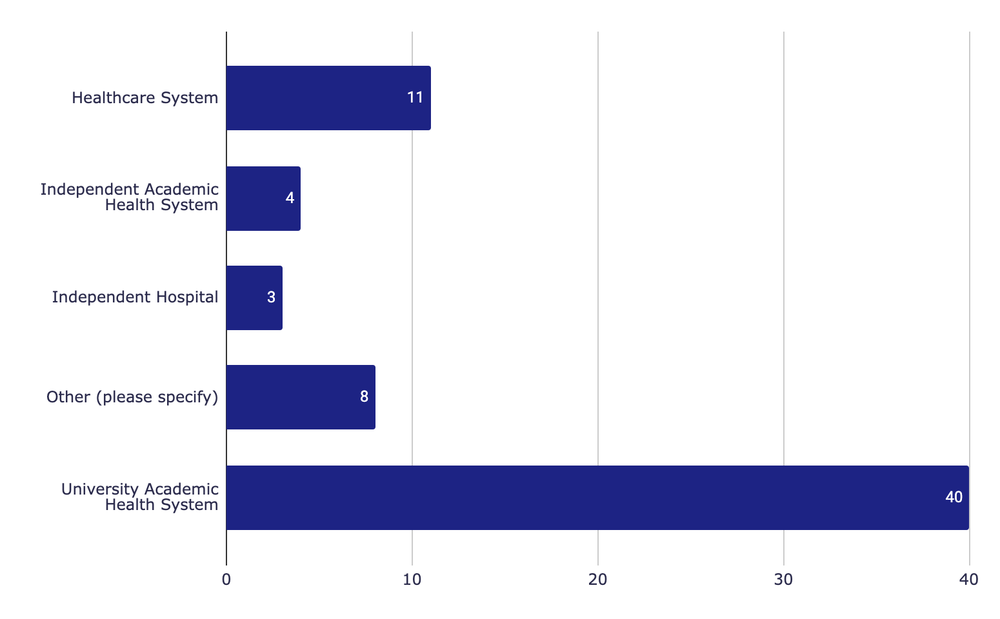 Healthcare System
11
Independent Academic
Health System
4
Independent Hospital
3
Other (please specify)
8
University Academic
Health System
40
0 10 20 30 40